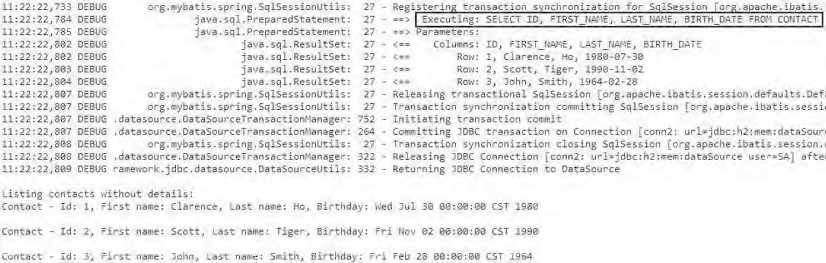 11:22:22,733 DEBUG org.mybatis.spring.SqlSessionUtils: 27 - Registering transaction synchronization for SqlSession [org.apache.ibatis.
11:22:22,784 DEBUG java.sql.PreparedStatement: 27 - ==> Executing: SELECT ID, FIRST_NAME, LAST_NAME, BIRTH_DATE FROM CONTACT
11:22:22,785 DEBUG java.sql.PreparedStatement: 27 - ==> Parameters:
11:22:22,802 DEBUG java.sql.ResultSet: 27 - <== Columns: ID, FIRST_NAME, LAST_NAME, BIRTH_DATE
11:22:22,802 DEBUG java.sql.ResultSet: 27 - <== Row: 1, Clarence, Ho, 1980-07-30
11:22:22,803 DEBUG java.sql.ResultSet: 27 - <== Row: 2, Scott, Tiger, 1990-11-02
11:22:22,804 DEBUG java.sql.ResultSet: 27 - <== Row: 3, John, Smith, 1964-02-28
11:22:22,807 DEBUG org.mybatis.spring.SqlSessionUtils: 27 - Releasing transactional SqlSession [org.apache.ibatis.session.defaults.Defa
11:22:22,807 DEBUG org.mybatis.spring.SqlSessionUtils: 27 - Transaction synchronization committing SqlSession [org.apache.ibatis.sessio
11:22:22,807 DEBUG .datasource.DataSourceTransactionManager: 752 - Initiating transaction commit
11:22:22,807 DEBUG .datasource.DataSourceTransactionManager: 264 - Committing JDBC transaction on Connection [conn2: url=jdbc:h2:mem:dataSourc
11:22:22,808 DEBUG org.mybatis.spring.SqlSessionUtils: 27 - Transaction synchronization closing SqlSession [org.apache.ibatis.session.
11:22:22,808 DEBUG .datasource.DataSourceTransactionManager: 322 - Releasing JDBC Connection [conn2: url=jdbc:h2:mem:dataSource user=SA] after
11:22:22,809 DEBUG ramework.jdbc.datasource.DataSourceUtils: 332 - Returning JDBC Connection to DataSource
Listing contacts without details:
Contact - Id: 1, First name: Clarence, Last name: Ho, Birthday: Wed Jul 30 00:00:00 CST 1980
Contact - Id: 2, First name: Scott, Last name: Tiger, Birthday: Fri Nov 02 00:00:00 CST 1990
Contact - Id: 3, First name: John, Last name: Smith, Birthday: Fri Feb 28 00:00:00 CST 1964